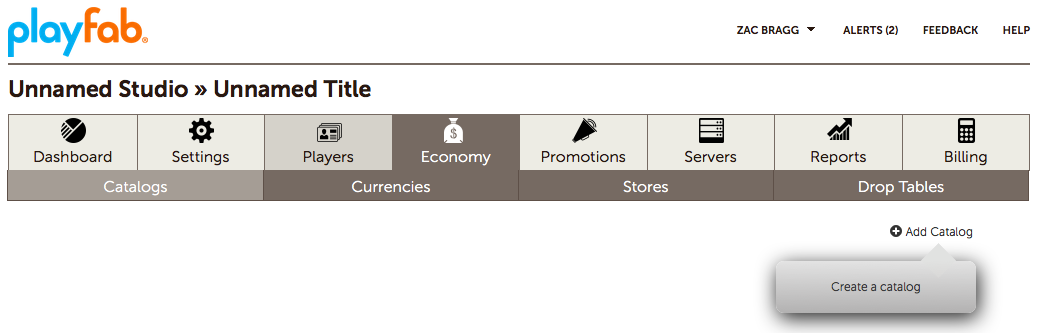 playfab®
ZAC BRAGG ALERTS (2) FEEDBACK HELP
Unnamed Studio » Unnamed Title
Dashboard Settings Players Economy Promotions Servers Reports Billing
Catalogs Currencies Stores Drop Tables
Add Catalog
Create a catalog